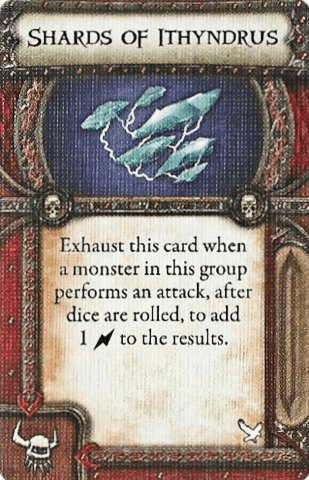 Shards of Ithyndrus
Exhaust this card when
a monster in this group
performs an attack, after
dice are rolled, to add
1 to the results.